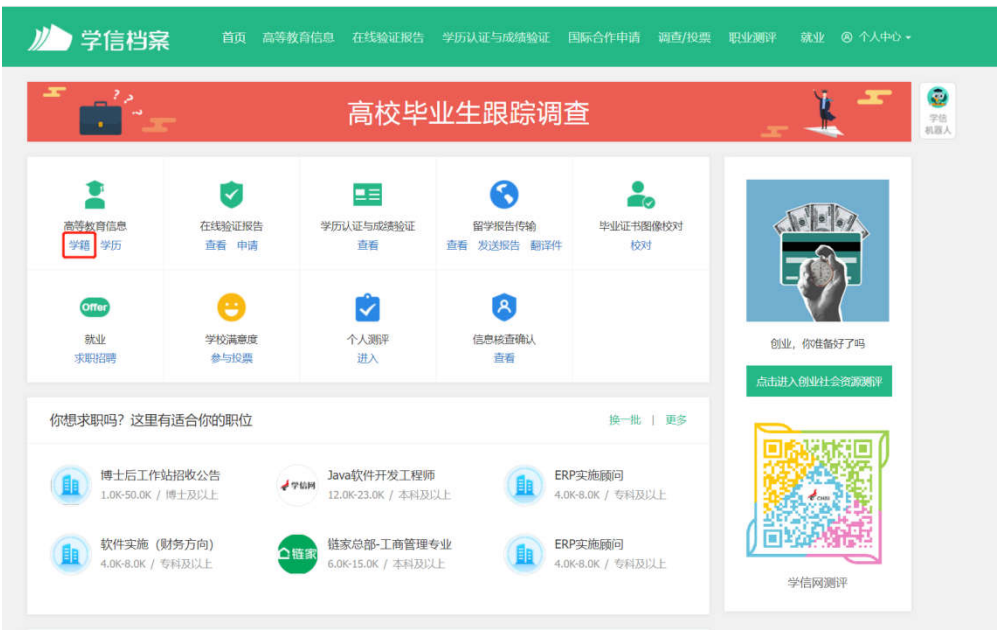 学信档案
首页 高等教育信息 在线验证报告 学历认证与成绩验证 国际合作申请 调查/投票 职业测评 就业 个人中心
高校毕业生跟踪调查
学信
机器人
高等教育信息 在线验证报告 学历认证与成绩验证 留学报告传输 毕业证书图像校对
学籍 学历 查看 申请 查看 查看 发送报告 翻译件 校对
Offer
就业 学校满意度 个人测评 信息核查确认
求职招聘 参与投票 进入 查看
创业，你准备好了吗
点击进入创业社会资源测评
你想求职吗？这里有适合你的职位 换一批 | 更多
博士后工作站招收公告 Java软件开发工程师 ERP实施顾问
1.0K-50.0K / 博士及以上 学信网 12.0K-23.0K / 本科及以上 4.0K-8.0K / 专科及以上
软件实施（财务方向） 链家总部-工商管理专业 ERP实施顾问
4.0K-8.0K / 专科及以上 链家 6.0K-15.0K / 本科及以上 4.0K-8.0K / 专科及以上
学信网测评